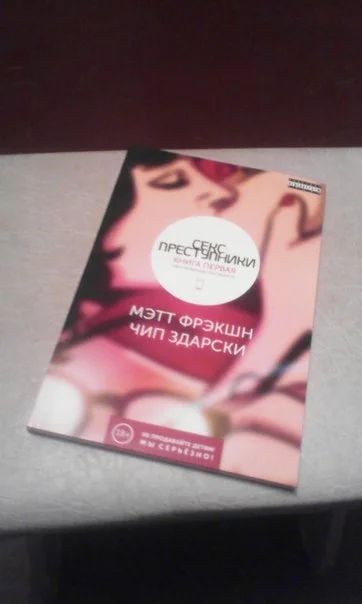 СЕКС
ПРЕСТУПНИКИ
КНИГА ПЕРВАЯ
МЭТТ ФРЭКШН
ЧИП ЗДАРСКИ
18+
НЕ ПРОДАВАЙТЕ ДЕТЯМ!
МЫ СЕРЬЁЗНО!